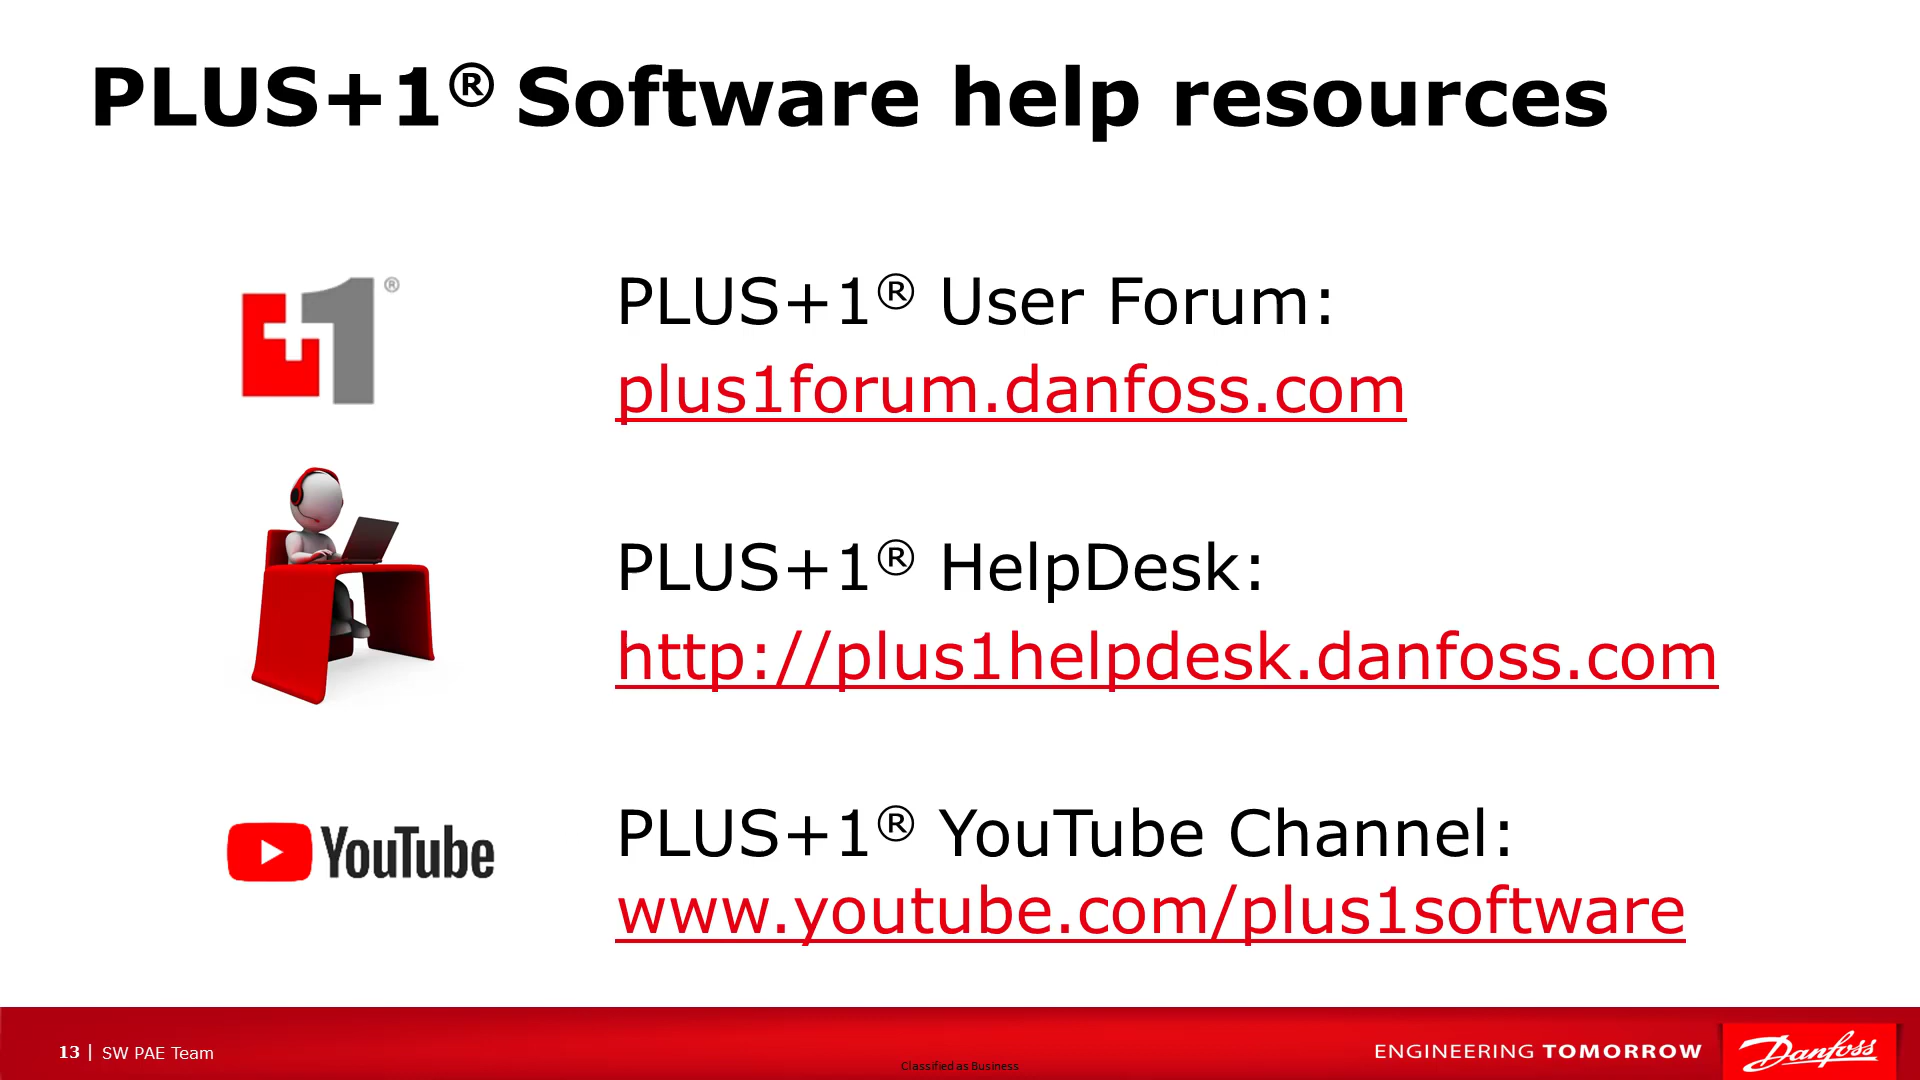 PLUS+1® Software help resources
®
PLUS+1® User Forum:
plus1forum.danfoss.com
PLUS+1® HelpDesk:
http://plus1helpdesk.danfoss.com
YouTube
PLUS+1® YouTube Channel:
www.youtube.com/plus1software
13 | SW PAE Team
Classified as Business
ENGINEERING TOMORROW
Danfoss